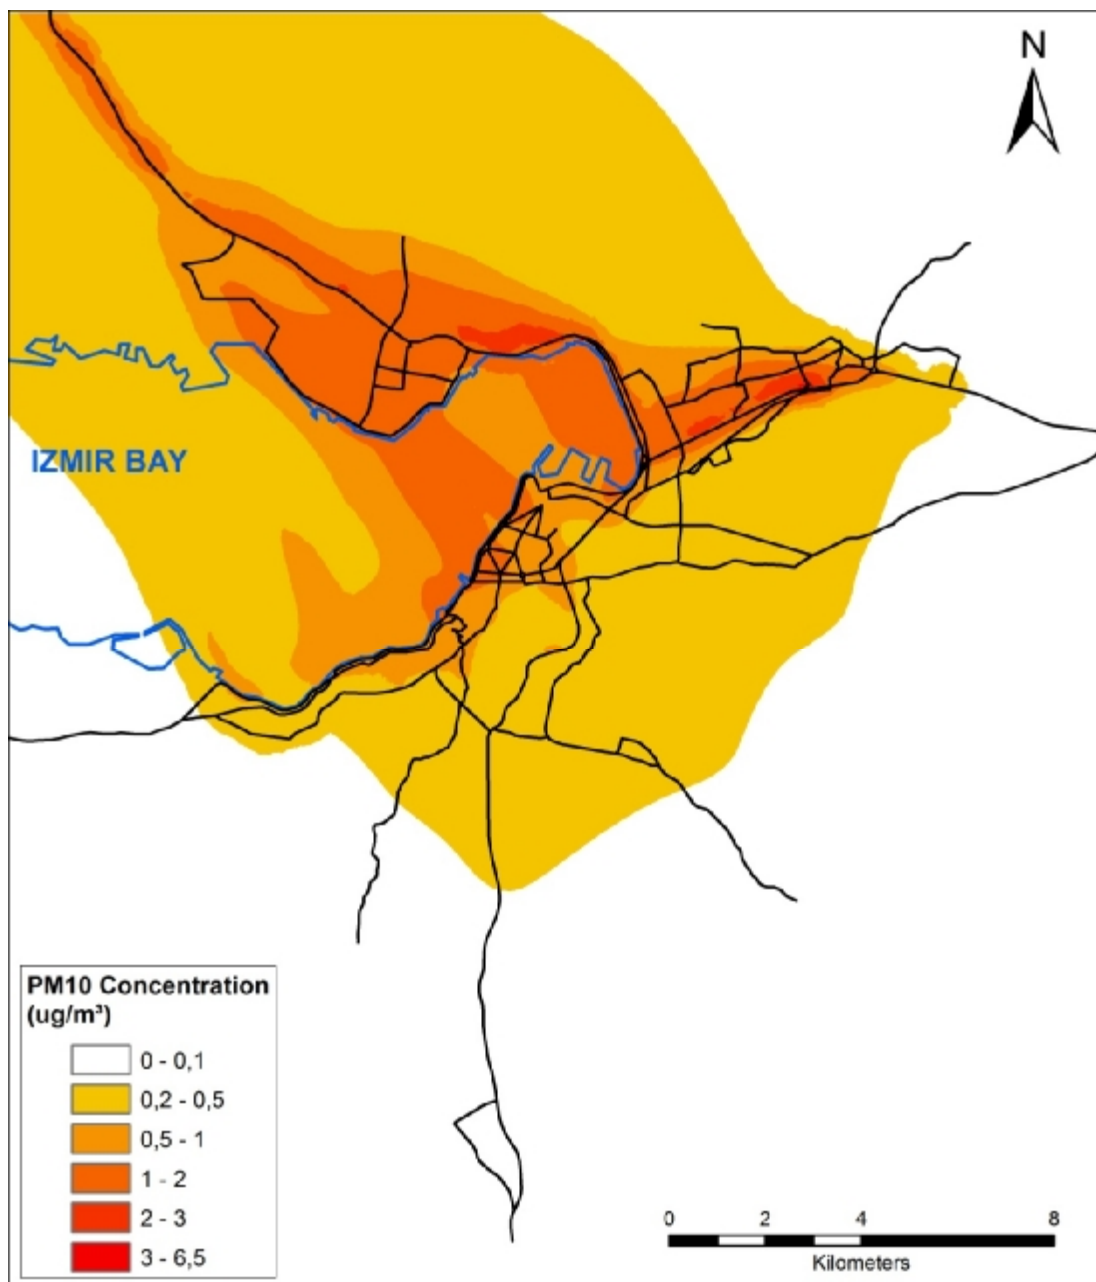 N
IZMIR BAY
PM10 Concentration
(ug/m³)
0 - 0,1
0,2 - 0,5
0,5 - 1
1 - 2
2 - 3
3 - 6,5
0 2 4 8
Kilometers